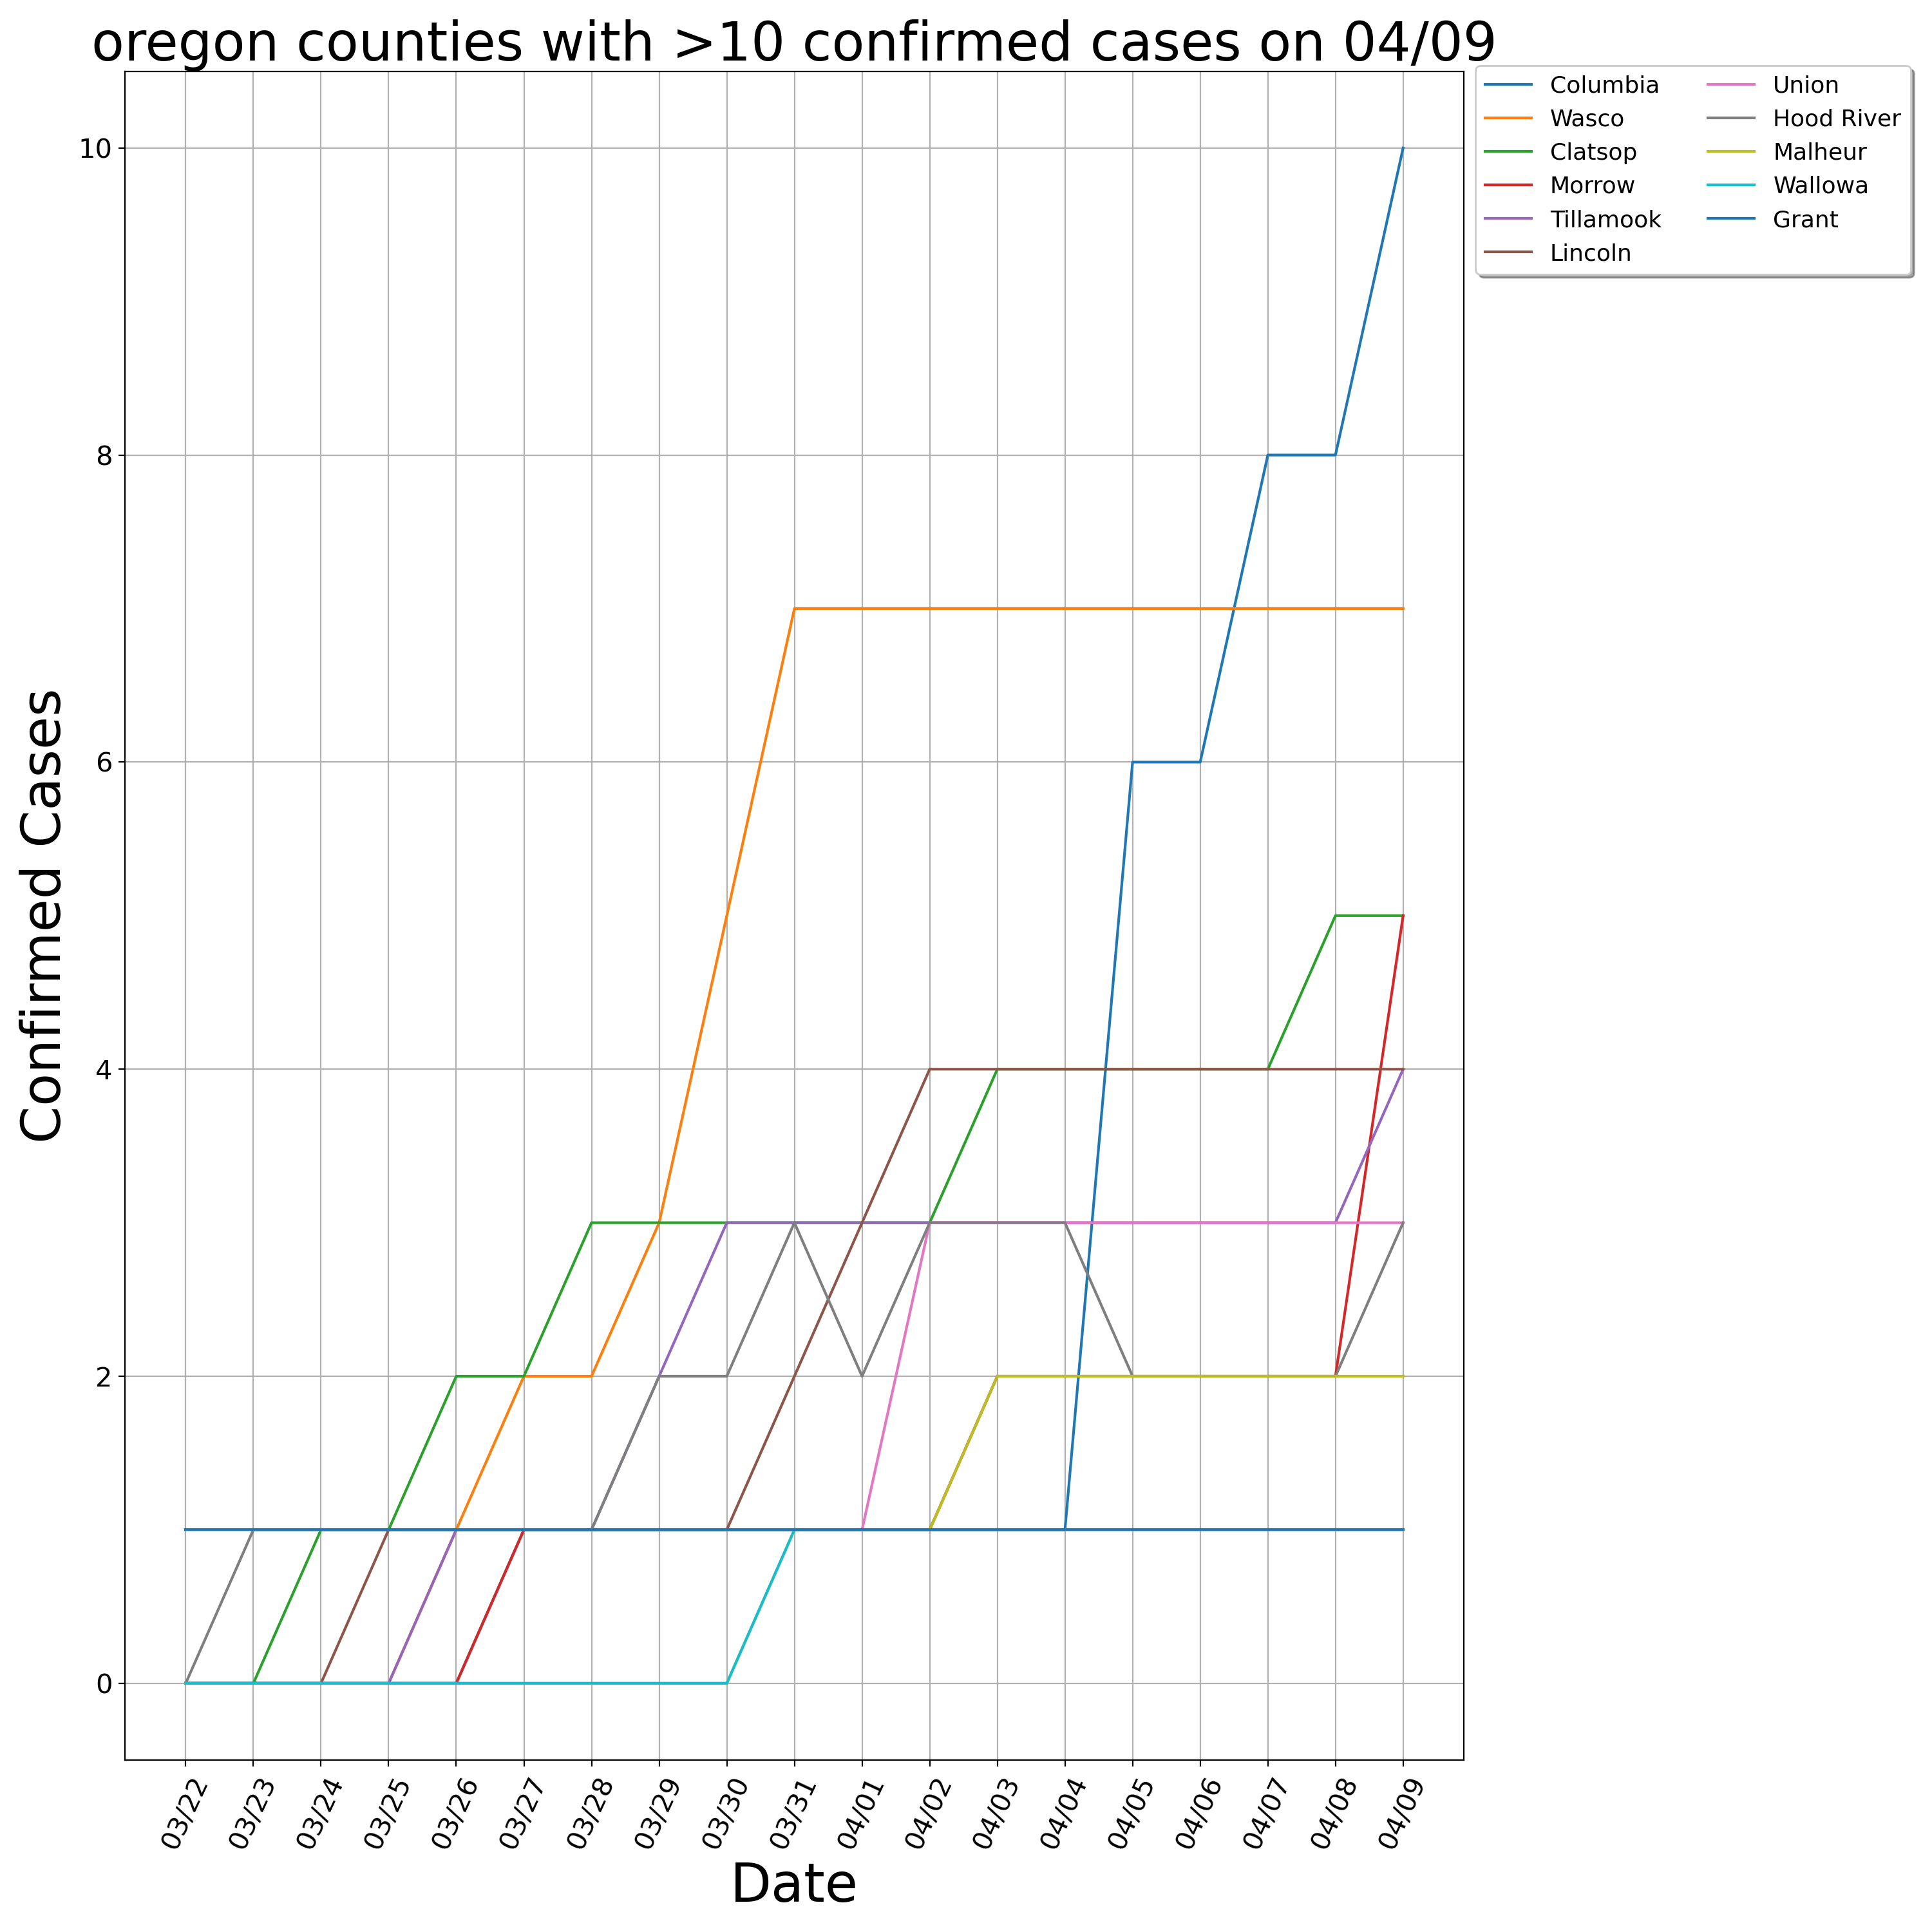 oregon counties with >10 confirmed cases on 04/09
Columbia
Wasco
Clatsop
Morrow
Tillamook
Lincoln
Union
Hood River
Malheur
Wallowa
Grant
Confirmed Cases
10
8
6
4
2
0
03/22
03/23
03/24
03/25
03/26
03/27
03/28
03/29
03/30
03/31
04/01
04/02
04/03
04/04
04/05
04/06
04/07
04/08
04/09
Date